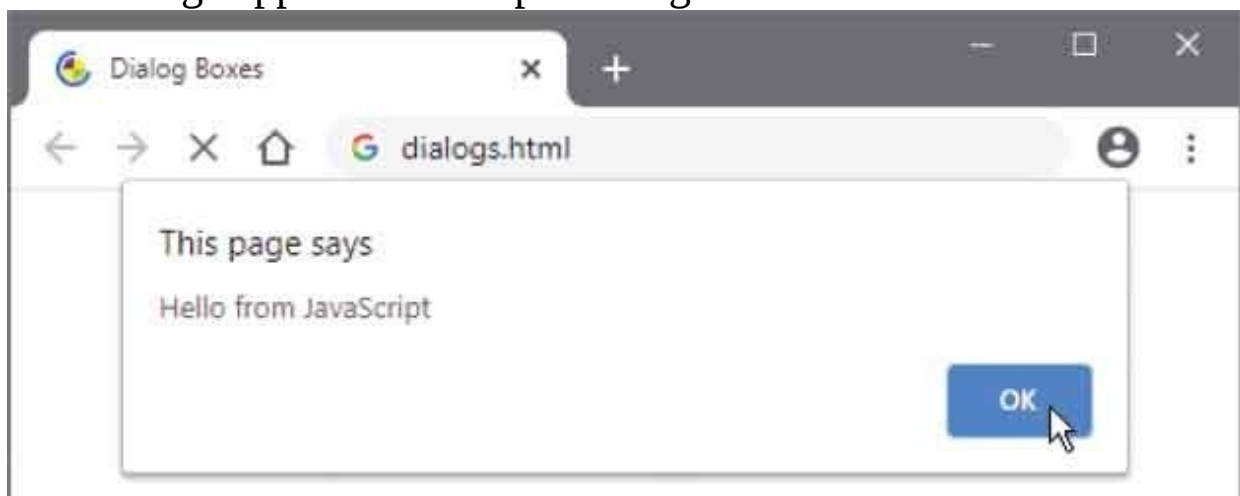 Dialog Boxes
dialogs.html
This page says
Hello from JavaScript
OK